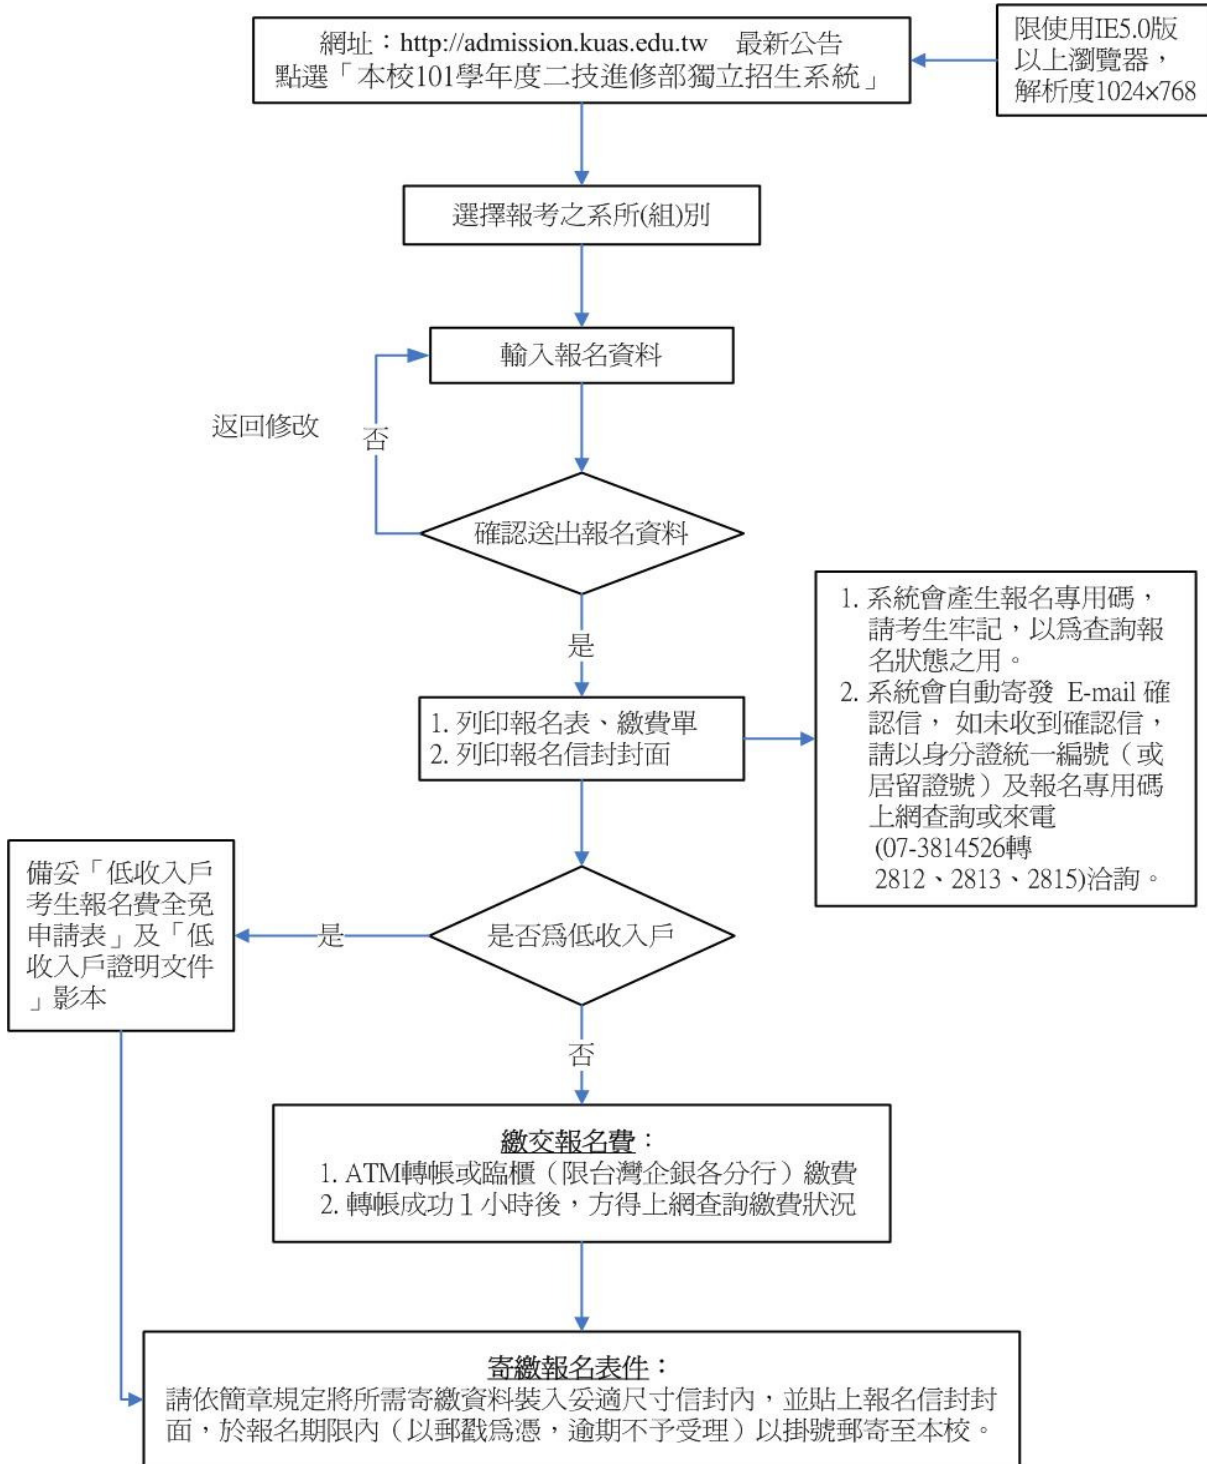 網址：http://admission.kuas.edu.tw　最新公告
點選「本校101學年度二技進修部獨立招生系統」
限使用IE5.0版
以上瀏覽器，
解析度1024×768
選擇報考之系所(組)別
輸入報名資料
返回修改
否
確認送出報名資料
是
1. 列印報名表、繳費單
2. 列印報名信封封面
1. 系統會產生報名專用碼，
請考生牢記，以為查詢報
名狀態之用。
2. 系統會自動寄發 E-mail 確
認信， 如未收到確認信，
請以身分證統一編號（或
居留證號）及報名專用碼
上網查詢或來電
(07-3814526轉
2812、2813、2815)洽詢。
是否為低收入戶
是
備妥「低收入戶
考生報名費全免
申請表」及「低
收入戶證明文件
」影本
否
繳交報名費：
1. ATM轉帳或臨櫃（限台灣企銀各分行）繳費
2. 轉帳成功１小時後，方得上網查詢繳費狀況
寄繳報名表件：
請依簡章規定將所需寄繳資料裝入妥適尺寸信封內，並貼上報名信封封
面，於報名期限內（以郵戳為憑，逾期不予受理）以掛號郵寄至本校。